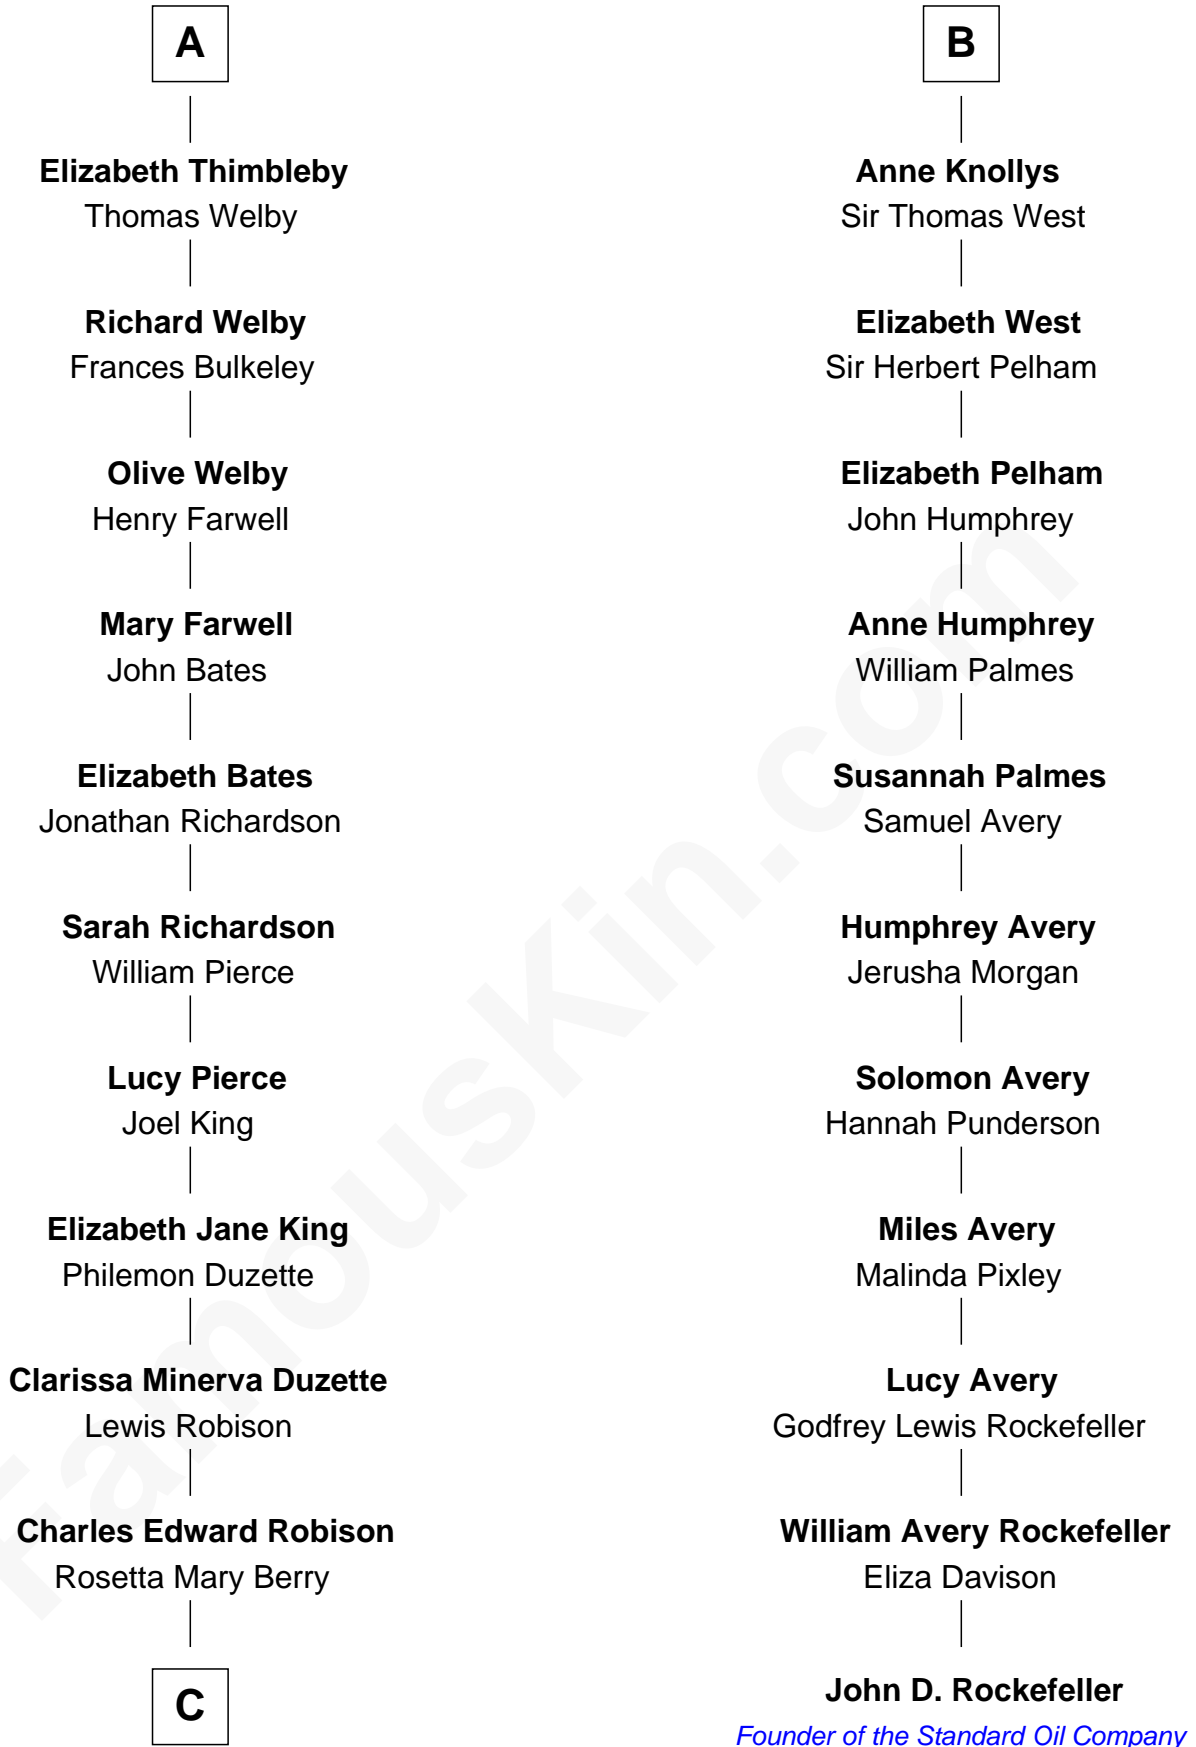 A
Elizabeth Thimbleby
Thomas Welby
Richard Welby
Frances Bulkeley
Olive Welby
Henry Farwell
Mary Farwell
John Bates
Elizabeth Bates
Jonathan Richardson
Sarah Richardson
William Pierce
Lucy Pierce
Joel King
Elizabeth Jane King
Philemon Duzette
Clarissa Minerva Duzette
Lewis Robison
Charles Edward Robison
Rosetta Mary Berry
C
B
Anne Knollys
Sir Thomas West
Elizabeth West
Sir Herbert Pelham
Elizabeth Pelham
John Humphrey
Anne Humphrey
William Palmes
Susannah Palmes
Samuel Avery
Humphrey Avery
Jerusha Morgan
Solomon Avery
Hannah Punderson
Miles Avery
Malinda Pixley
Lucy Avery
Godfrey Lewis Rockefeller
William Avery Rockefeller
Eliza Davison
John D. Rockefeller
Founder of the Standard Oil Company
FamousKin.com